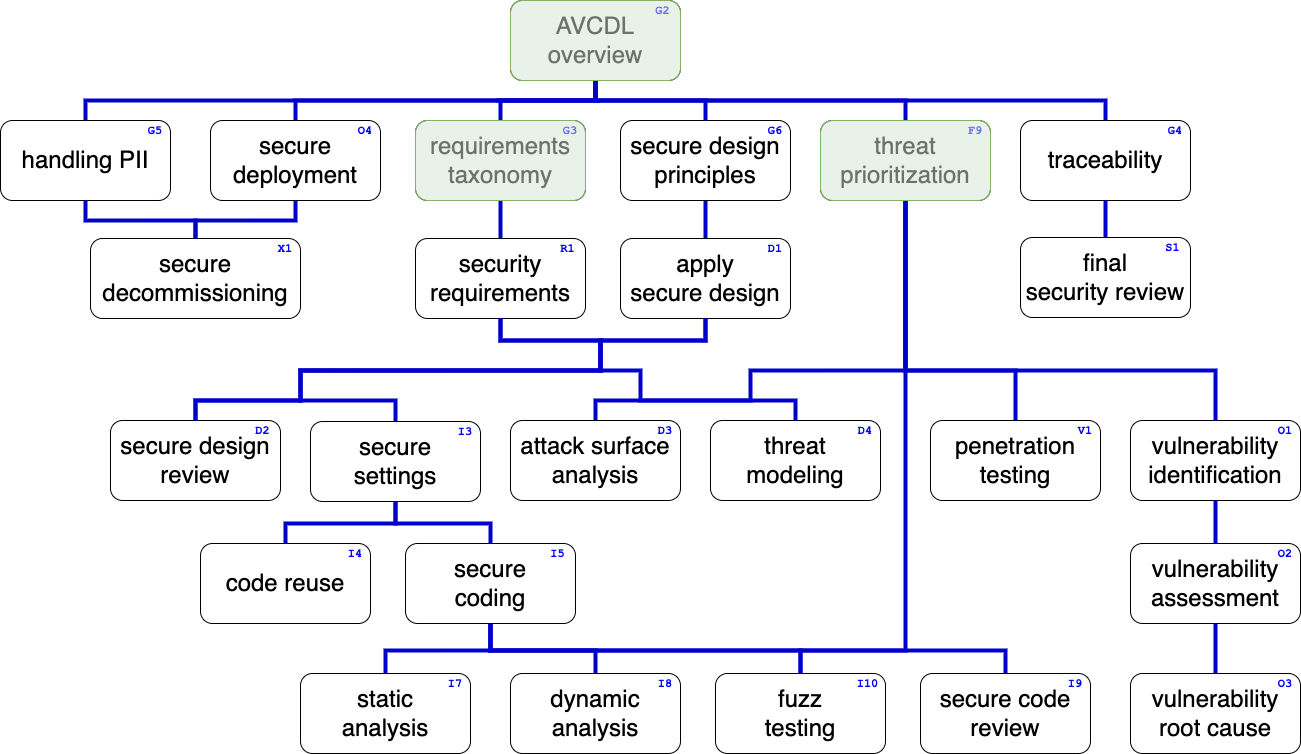 G2
AVCDL
overview
G5
handling PII
O4
secure
deployment
G3
requirements
taxonomy
G6
secure design
principles
F9
threat
prioritization
G4
traceability
X1
secure
decommissioning
R1
security
requirements
D1
apply
secure design
S1
final
security review
D2
secure design
review
I3
secure
settings
D3
attack surface
analysis
D4
threat
modeling
V1
penetration
testing
O1
vulnerability
identification
I4
code reuse
I5
secure
coding
O2
vulnerability
assessment
I7
static
analysis
I8
dynamic
analysis
I10
fuzz
testing
I9
secure code
review
O3
vulnerability
root cause